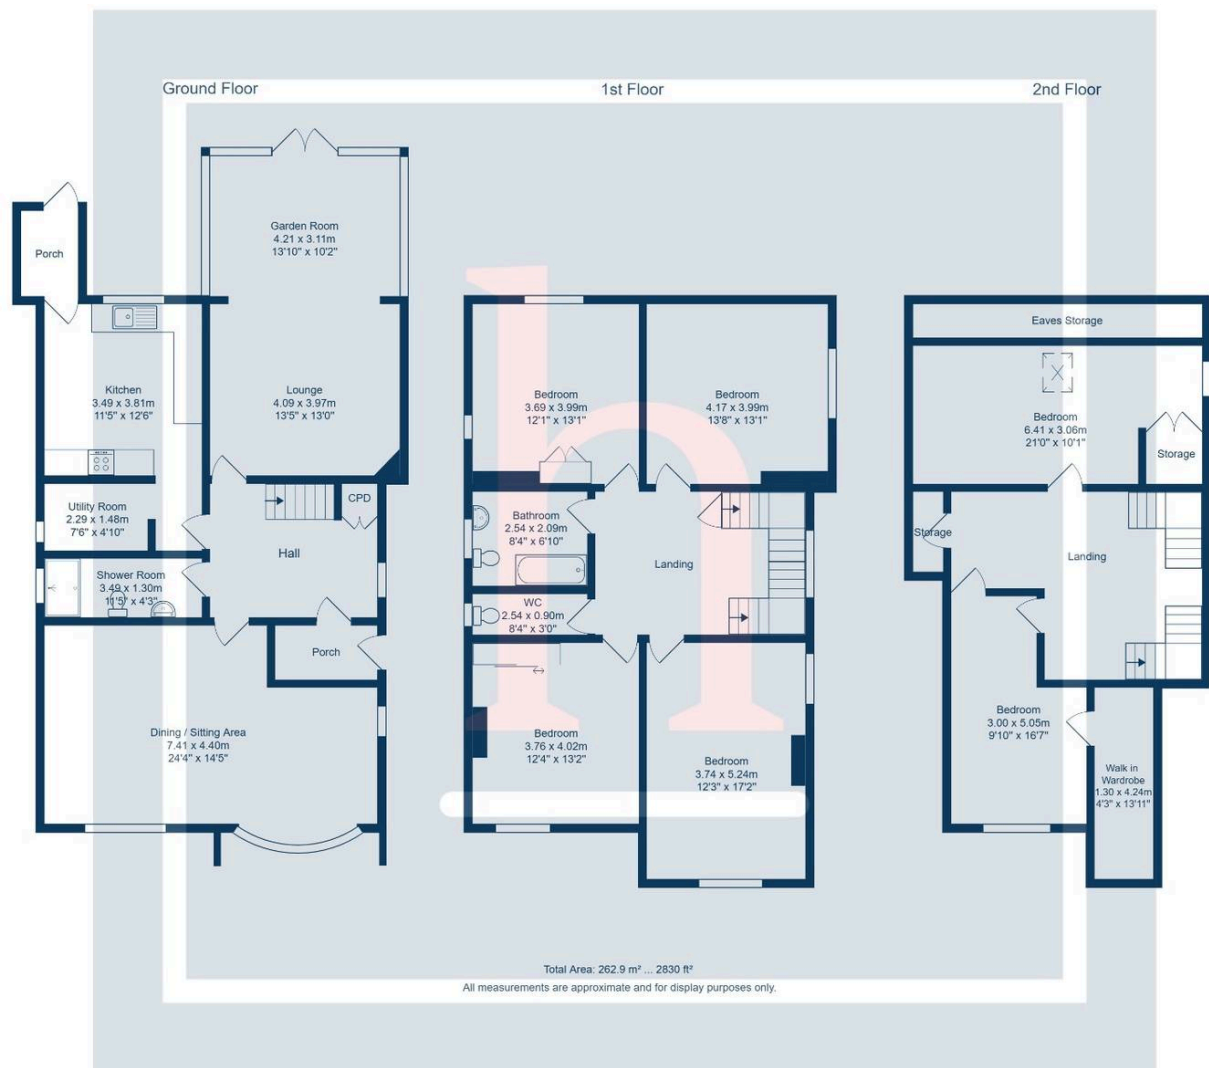 Ground Floor
1st Floor
2nd Floor
Garden Room
4.21 x 3.11m
13'10" x 10'2"
Porch
Kitchen
3.49 x 3.81m
11'5" x 12'6"
Lounge
4.09 x 3.97m
13'5" x 13'0"
Utility Room
2.29 x 1.48m
7'6" x 4'10"
CPD
Hall
Shower Room
3.49 x 1.30m
11'5" x 4'3"
Porch
Dining / Sitting Area
7.41 x 4.40m
24'4" x 14'5"
Bedroom
3.69 x 3.99m
12'1" x 13'1"
Bedroom
4.17 x 3.99m
13'8" x 13'1"
Bathroom
2.54 x 2.09m
8'4" x 6'10"
Landing
WC
2.54 x 0.90m
8'4" x 3'0"
Bedroom
3.76 x 4.02m
12'4" x 13'2"
Bedroom
3.74 x 5.24m
12'3" x 17'2"
h
Eaves Storage
Bedroom
6.41 x 3.06m
21'0" x 10'1"
Storage
Storage
Landing
Bedroom
3.00 x 5.05m
9'10" x 16'7"
Walk in
Wardrobe
1.30 x 4.24m
4'3" x 13'11"
Total Area: 262.9 m² ... 2830 ft²
All measurements are approximate and for display purposes only.